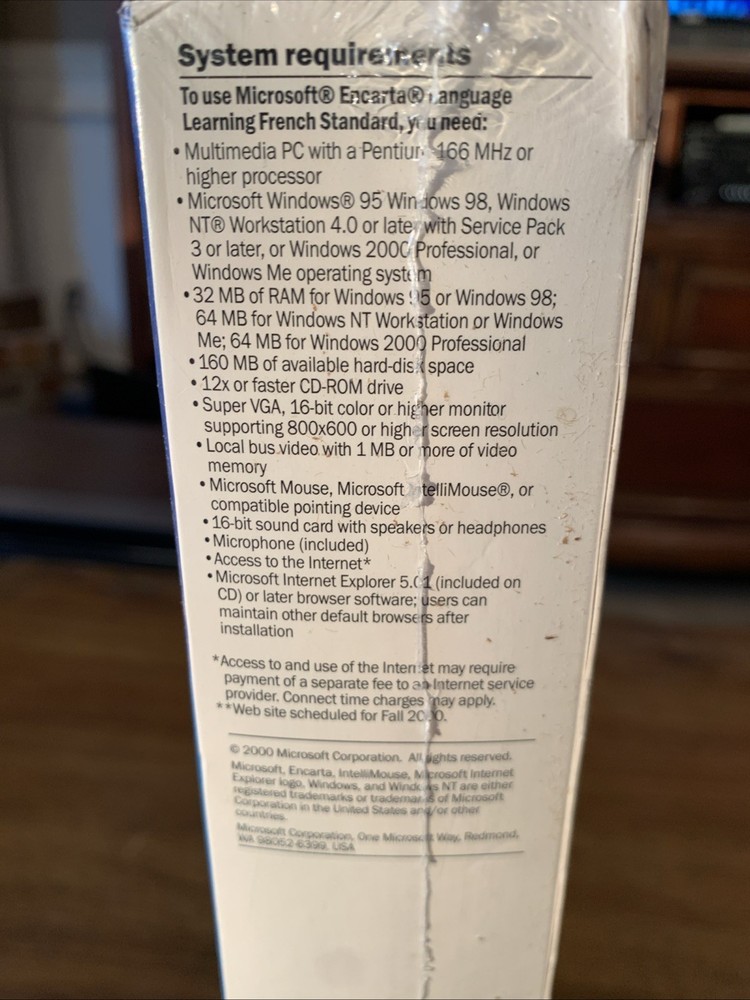 System requirements
To use Microsoft® Encarta® Language
Learning French Standard, you need:
• Multimedia PC with a Pentium 166 MHz or
higher processor
• Microsoft Windows® 95 Windows 98, Windows
NT® Workstation 4.0 or later with Service Pack
3 or later, or Windows 2000 Professional, or
Windows Me operating system
• 32 MB of RAM for Windows 95 or Windows 98;
64 MB for Windows NT Workstation or Windows
Me; 64 MB for Windows 2000 Professional
• 160 MB of available hard-disk space
• 12x or faster CD-ROM drive
• Super VGA, 16-bit color or higher monitor
supporting 800x600 or higher screen resolution
• Local bus video with 1 MB or more of video
memory
• Microsoft Mouse, Microsoft IntelliMouse®, or
compatible pointing device
• 16-bit sound card with speakers or headphones
• Microphone (included)
• Access to the Internet*
• Microsoft Internet Explorer 5.01 (included on
CD) or later browser software; users can
maintain other default browsers after
installation
*Access to and use of the Internet may require
payment of a separate fee to an Internet service
provider. Connect time charges may apply.
**Web site scheduled for Fall 2000.
© 2000 Microsoft Corporation. All rights reserved.
Microsoft, Encarta, IntelliMouse, Microsoft Internet
Explorer logo, Windows, and Windows NT are either
registered trademarks or trademarks of Microsoft
Corporation in the United States and/or other
countries.
Microsoft Corporation, One Microsoft Way, Redmond,
WA 98052-6399, USA